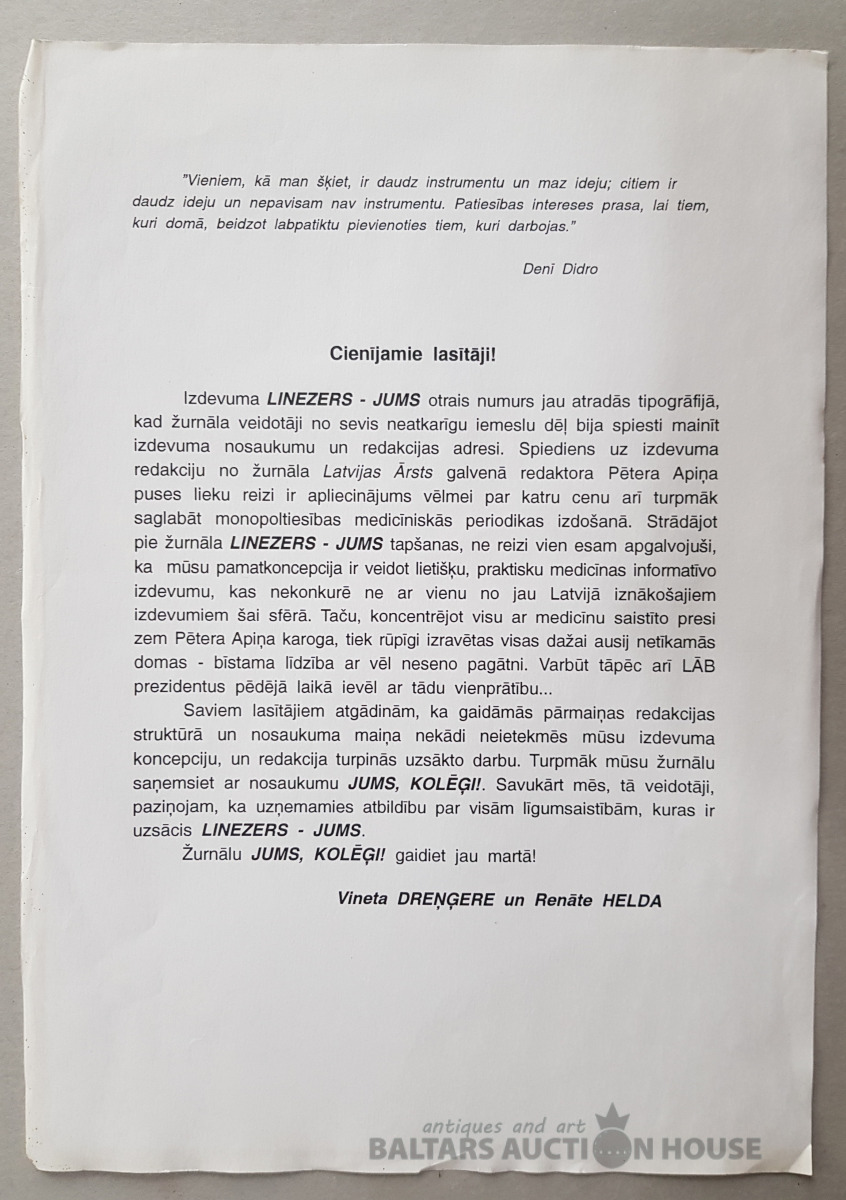 "Vieniem, kā man šķiet, ir daudz instrumentu un maz ideju; citiem ir
daudz ideju un nepavisam nav instrumentu. Patiesības intereses prasa, lai tiem,
kuri domā, beidzot labpatiktu pievienoties tiem, kuri darbojas."
Denī Didro
Cienījamie lasītāji!
Izdevuma LINEZERS - JUMS otrais numurs jau atradās tipogrāfijā,
kad žurnāla veidotāji no sevis neatkarīgu iemeslu dēļ bija spiesti mainīt
izdevuma nosaukumu un redakcijas adresi. Spiediens uz izdevuma
redakciju no žurnāla Latvijas Ārsts galvenā redaktora Pētera Apiņa
puses lieku reizi ir apliecinājums vēlmei par katru cenu arī turpmāk
saglabāt monopoltiesības medicīniskās periodikas izdošanā. Strādājot
pie žurnāla LINEZERS - JUMS tapšanas, ne reizi vien esam apgalvojuši,
ka mūsu pamatkoncepcija ir veidot lietišķu, praktisku medicīnas informatīvo
izdevumu, kas nekonkurē ne ar vienu no jau Latvijā iznākošajiem
izdevumiem šai sfērā. Taču, koncentrējot visu ar medicīnu saistīto presi
zem Pētera Apiņa karoga, tiek rūpīgi izravētas visas dažai ausij netīkamās
domas - bīstama līdzība ar vēl neseno pagātni. Varbūt tāpēc arī LĀB
prezidentus pēdējā laikā ievēl ar tādu vienprātību...
Saviem lasītājiem atgādinām, ka gaidāmās pārmaiņas redakcijas
struktūrā un nosaukuma maiņa nekādi neietekmēs mūsu izdevuma
koncepciju, un redakcija turpinās uzsākto darbu. Turpmāk mūsu žurnālu
saņemsiet ar nosaukumu JUMS, KOLĒĢI!. Savukārt mēs, tā veidotāji,
paziņojam, ka uzņemamies atbildību par visām līgumsaistībām, kuras ir
uzsācis LINEZERS - JUMS.
Žurnālu JUMS, KOLĒĢI! gaidiet jau martā!
Vineta DREŅĢERE un Renāte HELDA
antiques and art
BALTARS AUCTION HOUSE